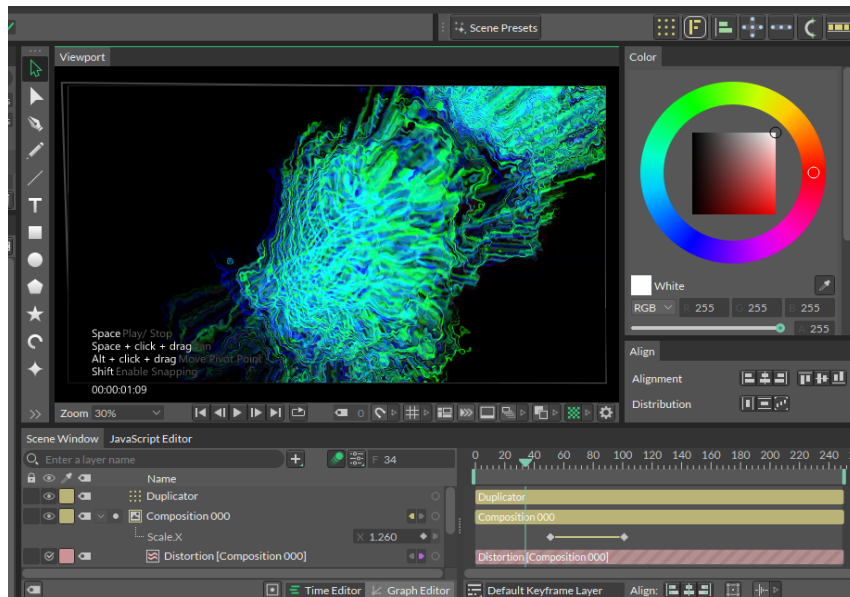 Scene Presets
Viewport
Color
Space Play/ Stop
Space + click + drag Pan
Alt + click + drag Move Pivot Point
Shift Enable Snapping
00:00:01:09
White
RGB R 255 G 255 B 255
255
Align
Alignment
Distribution
Zoom 30%
0
Scene Window JavaScript Editor
Enter a layer name
F 34
0 20 40 60 80 100 120 140 160 180 200 220 240
Name
Duplicator
Duplicator
Composition 000
Composition 000
Scale.X
X 1.260
Distortion [Composition 000]
Distortion [Composition 000]
Time Editor Graph Editor
Default Keyframe Layer
Align: